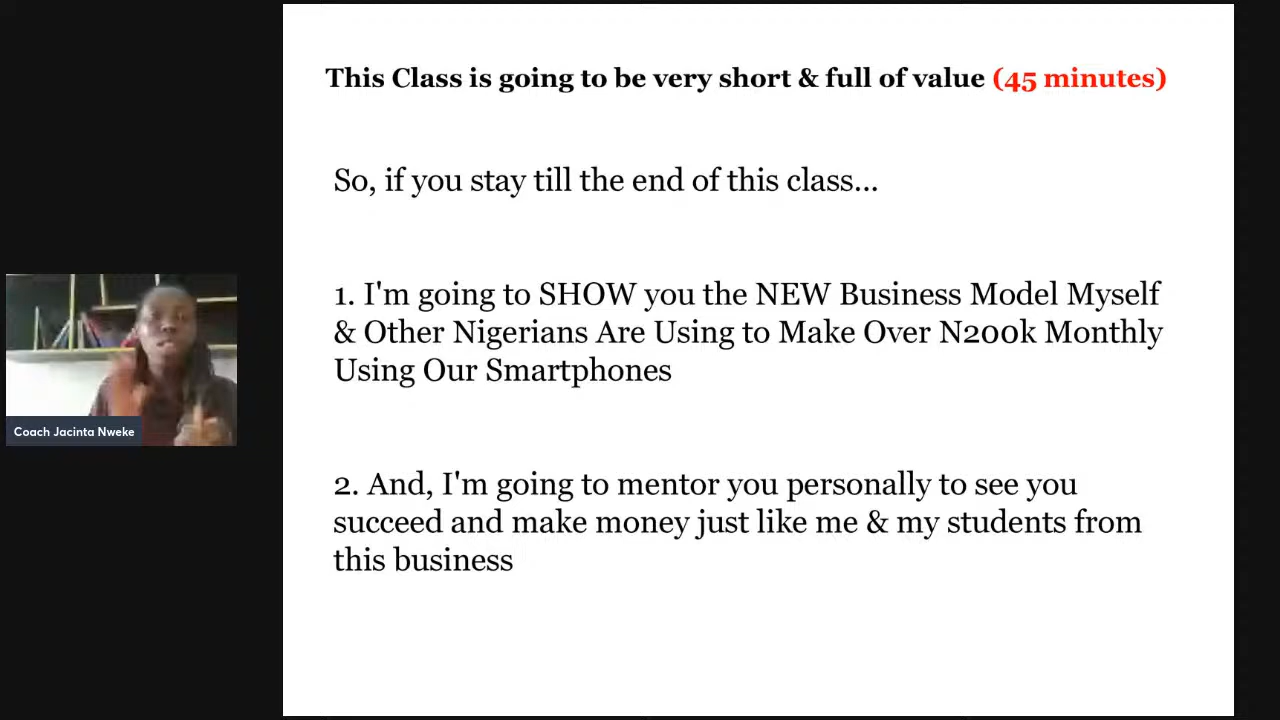 This Class is going to be very short & full of value (45 minutes)
So, if you stay till the end of this class...
1. I'm going to SHOW you the NEW Business Model Myself
& Other Nigerians Are Using to Make Over N200k Monthly
Using Our Smartphones
Coach Jacinta Nweke
2. And, I'm going to mentor you personally to see you
succeed and make money just like me & my students from
this business